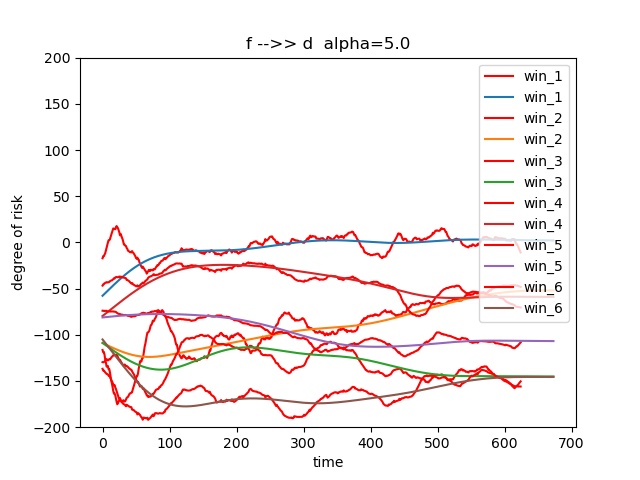 f -->> d  alpha=5.0
degree of risk
200
150
100
50
0
−50
−100
−150
−200
0
100
200
300
400
500
600
700
time
win_1
win_1
win_2
win_2
win_3
win_3
win_4
win_4
win_5
win_5
win_6
win_6